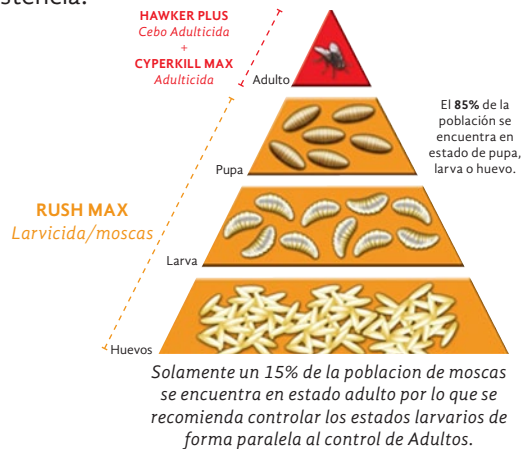 HAWKER PLUS
Cebo Adulticida
+
CYPERKILL MAX
Adulticida
Adulto
El 85% de la
población se
encuentra en
estado de pupa,
larva o huevo.
Pupa
RUSH MAX
Larvicida/moscas
Larva
Huevos
Solamente un 15% de la poblacion de moscas
se encuentra en estado adulto por lo que se
recomienda controlar los estados larvarios de
forma paralela al control de Adultos.